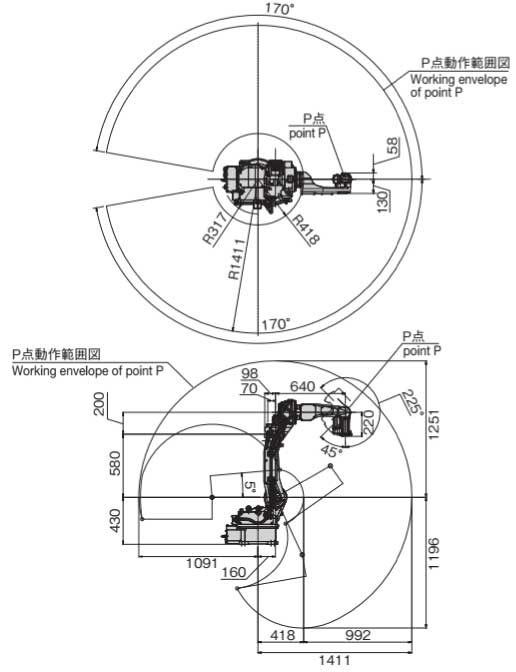 170°
P点動作範囲図
Working envelope
of point P
P点
point P
58
130
R317
R418
R1411
170°
P点動作範囲図
Working envelope of point P
P点
point P
98
70
640
200
225°
220
1251
580
45°
5°
430
1091
160
1196
418
992
1411